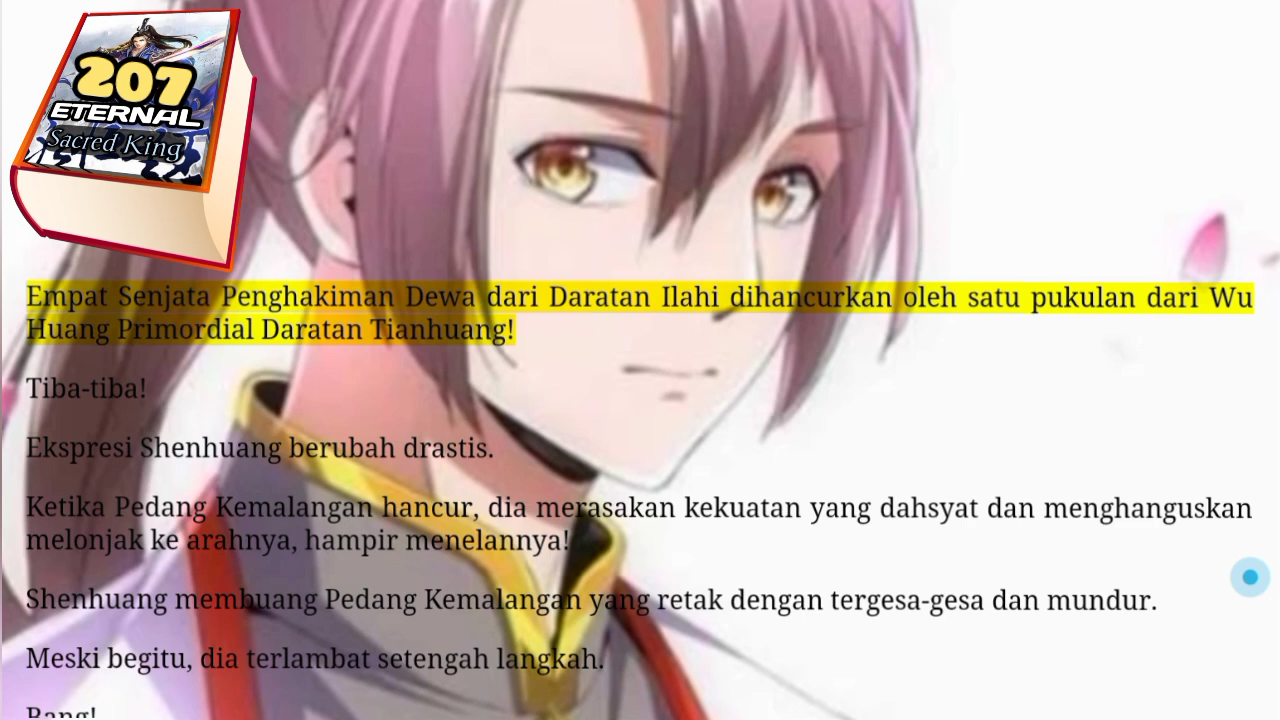 207
ETERNAL
Sacred King
Empat Senjata Penghakiman Dewa dari Daratan Ilahi dihancurkan oleh satu pukulan dari Wu
Huang Primordial Daratan Tianhuang!
Tiba-tiba!
Ekspresi Shenhuang berubah drastis.
Ketika Pedang Kemalangan hancur, dia merasakan kekuatan yang dahsyat dan menghanguskan
melonjak ke arahnya, hampir menelannya!
Shenhuang membuang Pedang Kemalangan yang retak dengan tergesa-gesa dan mundur.
Meski begitu, dia terlambat setengah langkah.
Bang!